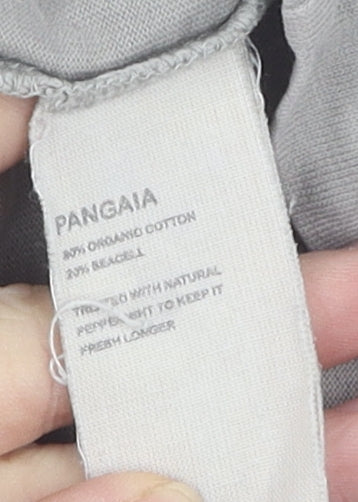 PANGAIA
80% ORGANIC COTTON
20% SEACELL
TREATED WITH NATURAL
PEPPERMINT TO KEEP IT
FRESH LONGER